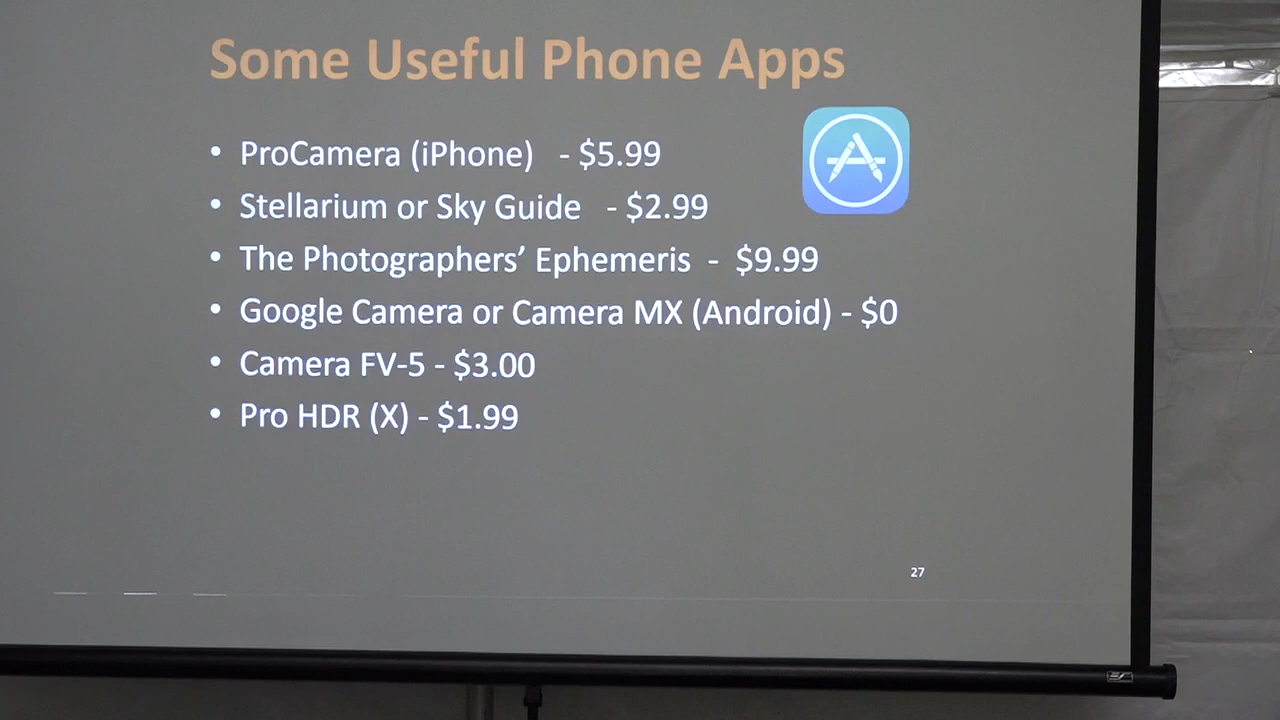 Some Useful Phone Apps
• ProCamera (iPhone) - $5.99
• Stellarium or Sky Guide - $2.99
• The Photographers’ Ephemeris - $9.99
• Google Camera or Camera MX (Android) - $0
• Camera FV-5 - $3.00
• Pro HDR (X) - $1.99
27